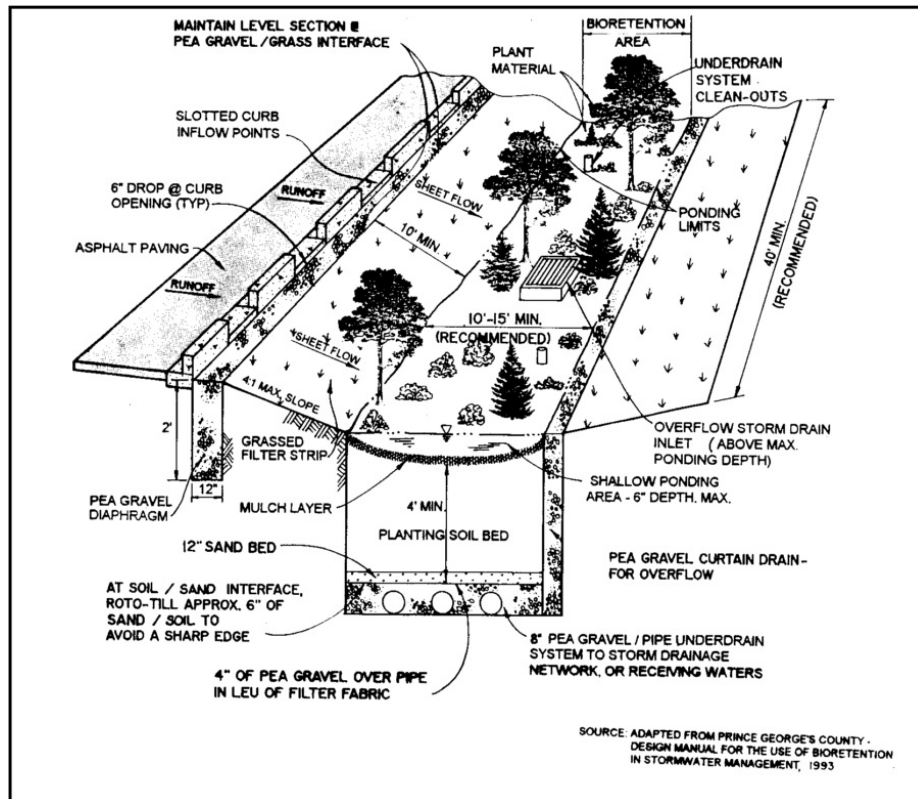 MAINTAIN LEVEL SECTION @
PEA GRAVEL / GRASS INTERFACE
BIORETENTION
AREA
PLANT
MATERIAL
UNDERDRAIN
SYSTEM
CLEAN-OUTS
SLOTTED CURB
INFLOW POINTS
6" DROP @ CURB
OPENING (TYP)
RUNOFF
SHEET FLOW
PONDING
LIMITS
ASPHALT PAVING
10' MIN.
40' MIN.
(RECOMMENDED)
RUNOFF
10'-15' MIN.
(RECOMMENDED)
SHEET FLOW
4:1 MAX. SLOPE
2'
GRASSED
FILTER STRIP
OVERFLOW STORM DRAIN
INLET ( ABOVE MAX.
PONDING DEPTH)
12"
PEA GRAVEL
DIAPHRAGM
MULCH LAYER
SHALLOW PONDING
AREA - 6" DEPTH. MAX.
4' MIN.
PLANTING SOIL BED
12" SAND BED
PEA GRAVEL CURTAIN DRAIN-
FOR OVERFLOW
AT SOIL / SAND INTERFACE,
ROTO-TILL APPROX. 6" OF
SAND / SOIL TO
AVOID A SHARP EDGE
8" PEA GRAVEL / PIPE UNDERDRAIN
SYSTEM TO STORM DRAINAGE
NETWORK, OR RECEIVING WATERS
4" OF PEA GRAVEL OVER PIPE
IN LEU OF FILTER FABRIC
SOURCE: ADAPTED FROM PRINCE GEORGE'S COUNTY -
DESIGN MANUAL FOR THE USE OF BIORETENTION
IN STORMWATER MANAGEMENT, 1993